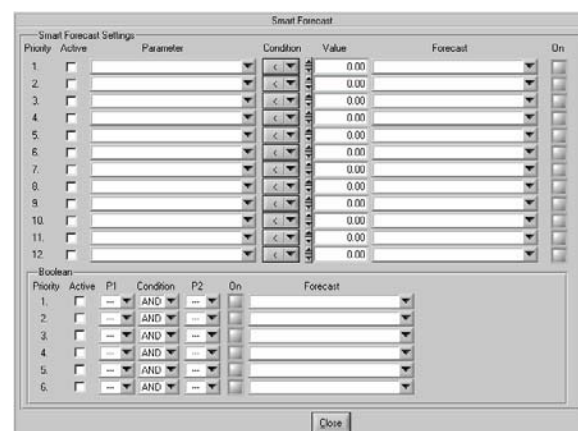 Smart Forecast
Smart Forecast Settings
Priority Active Parameter Condition Value Forecast On
1. < 0.00
2. < 0.00
3. < 0.00
4. < 0.00
5. < 0.00
6. < 0.00
7. < 0.00
8. < 0.00
9. < 0.00
10. < 0.00
11. < 0.00
12. < 0.00
Boolean
Priority Active P1 Condition P2 On Forecast
1. --- AND ---
2. --- AND ---
3. --- AND ---
4. --- AND ---
5. --- AND ---
6. --- AND ---
Close